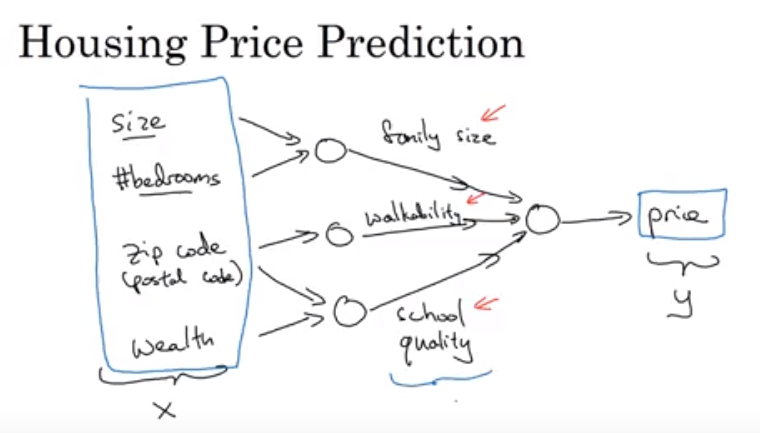 Housing Price Prediction
size
#bedrooms
zip code
(postal code)
wealth
x
family size
walkability
school
quality
price
y